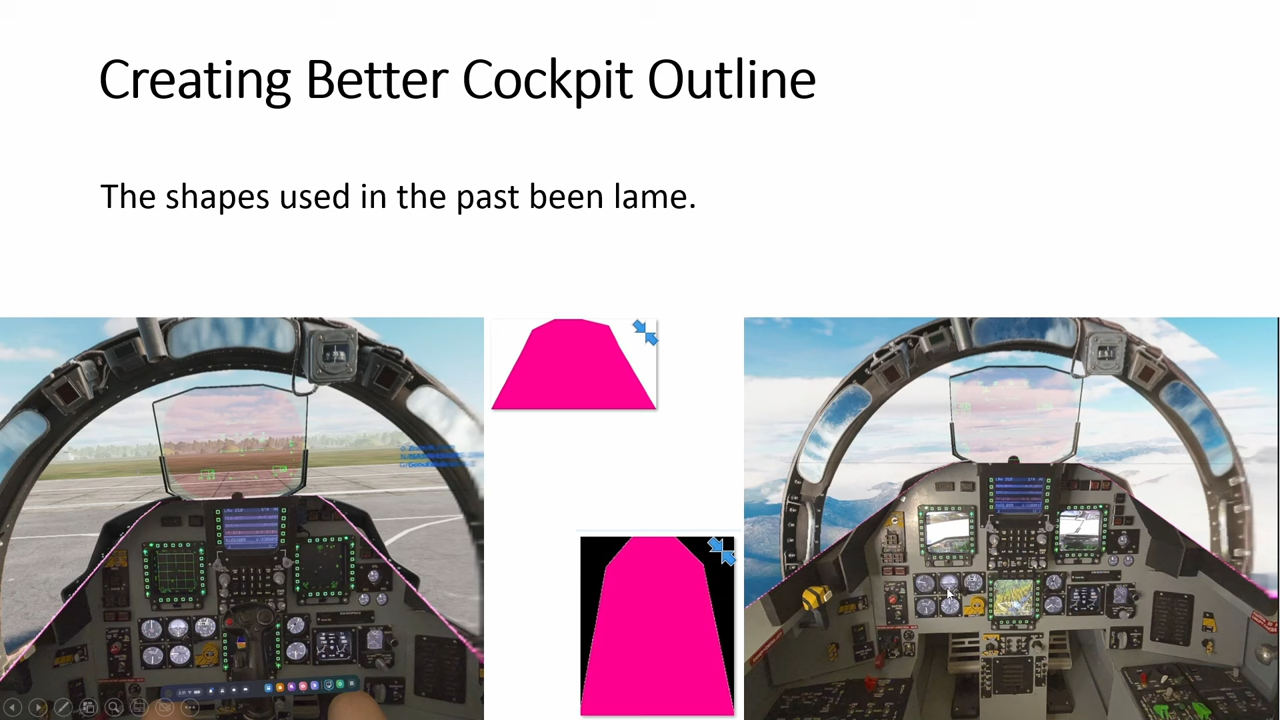 Creating Better Cockpit Outline
The shapes used in the past been lame.